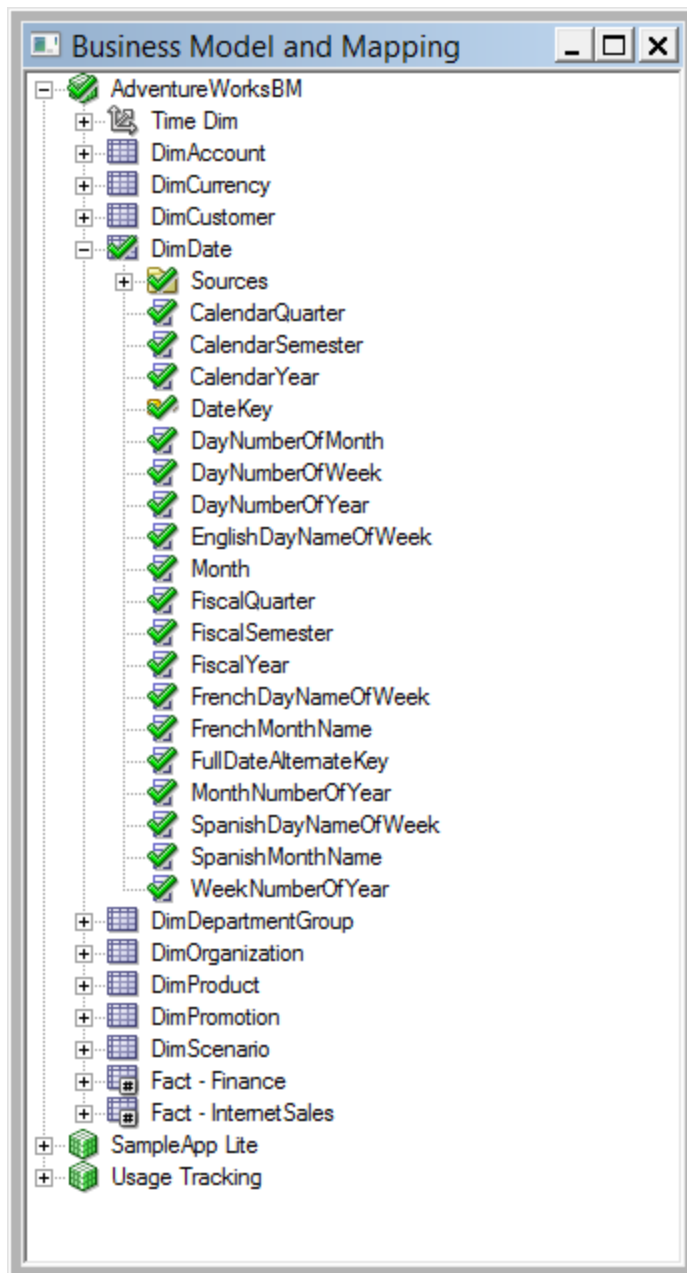 Business Model and Mapping
AdventureWorksBM
Time Dim
DimAccount
DimCurrency
DimCustomer
DimDate
Sources
CalendarQuarter
CalendarSemester
CalendarYear
DateKey
DayNumberOfMonth
DayNumberOfWeek
DayNumberOfYear
EnglishDayNameOfWeek
Month
FiscalQuarter
FiscalSemester
FiscalYear
FrenchDayNameOfWeek
FrenchMonthName
FullDateAlternateKey
MonthNumberOfYear
SpanishDayNameOfWeek
SpanishMonthName
WeekNumberOfYear
DimDepartmentGroup
DimOrganization
DimProduct
DimPromotion
DimScenario
Fact - Finance
Fact - InternetSales
SampleApp Lite
Usage Tracking